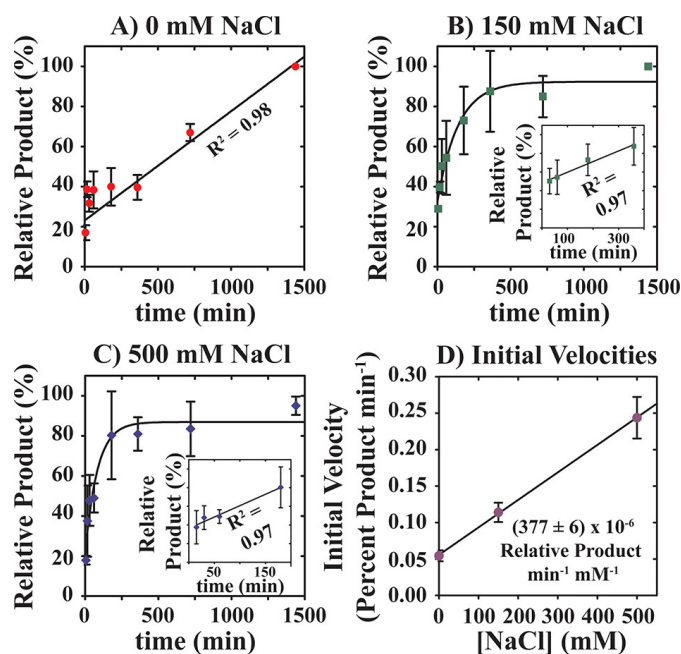 A) 0 mM NaCl
Relative Product (%)
100
80
60
40
20
0
R² = 0.98
0 500 1000 1500
time (min)
B) 150 mM NaCl
Relative Product (%)
100
80
60
40
20
0
Relative
Product (%)
R² =
0.97
100 300
time (min)
0 500 1000 1500
time (min)
C) 500 mM NaCl
Relative Product (%)
100
80
60
40
20
0
Relative
Product (%)
R² =
0.97
50 150
time (min)
0 500 1000 1500
time (min)
D) Initial Velocities
Initial Velocity
(Percent Product min⁻¹)
0.30
0.25
0.20
0.15
0.10
0.05
0.00
(377 ± 6) x 10⁻⁶
Relative Product
min⁻¹ mM⁻¹
0 100 200 300 400 500
[NaCl] (mM)